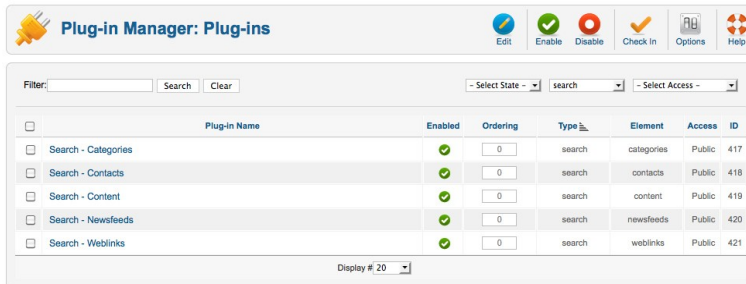 Plug-in Manager: Plug-ins
Edit Enable Disable Check In Options Help
Filter: Search Clear - Select State - search - Select Access -
Plug-in Name Enabled Ordering Type Element Access ID
Search - Categories 0 search categories Public 417
Search - Contacts 0 search contacts Public 418
Search - Content 0 search content Public 419
Search - Newsfeeds 0 search newsfeeds Public 420
Search - Weblinks 0 search weblinks Public 421
Display # 20